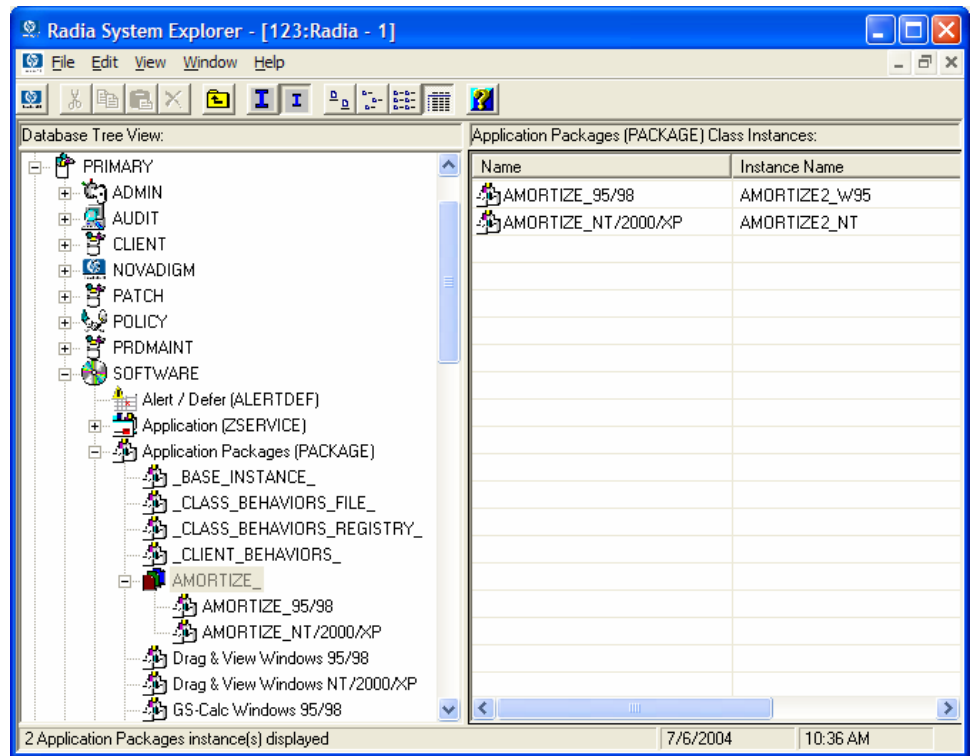 Radia System Explorer - [123:Radia - 1]
File Edit View Window Help
Database Tree View:
PRIMARY
ADMIN
AUDIT
CLIENT
NOVADIGM
PATCH
POLICY
PRDMAINT
SOFTWARE
Alert / Defer (ALERTDEF)
Application (ZSERVICE)
Application Packages (PACKAGE)
_BASE_INSTANCE_
_CLASS_BEHAVIORS_FILE_
_CLASS_BEHAVIORS_REGISTRY_
_CLIENT_BEHAVIORS_
AMORTIZE_
AMORTIZE_95/98
AMORTIZE_NT/2000/XP
Drag & View Windows 95/98
Drag & View Windows NT/2000/XP
GS-Calc Windows 95/98
Application Packages (PACKAGE) Class Instances:
Name Instance Name
AMORTIZE_95/98 AMORTIZE2_W95
AMORTIZE_NT/2000/XP AMORTIZE2_NT
2 Application Packages instance(s) displayed 7/6/2004 10:36 AM